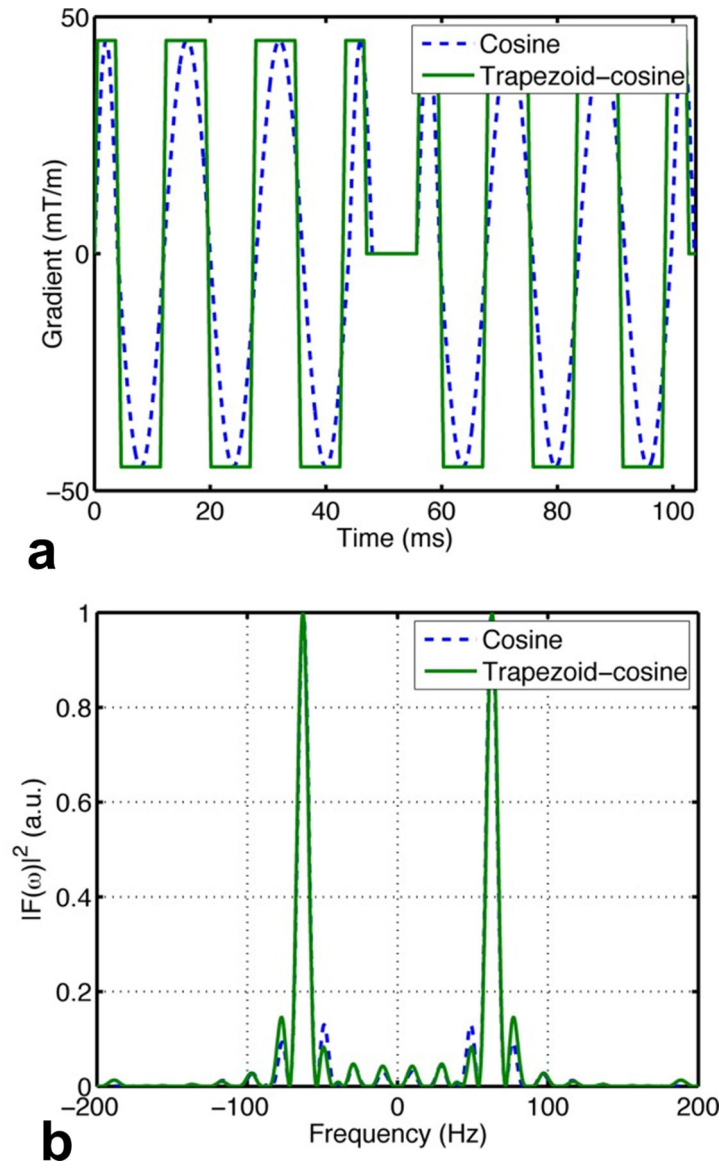 50
Cosine
Trapezoid−cosine
Gradient (mT/m)
0
−50
0
20
40
60
80
100
Time (ms)
a
1
Cosine
Trapezoid−cosine
0.8
0.6
|F(ω)|² (a.u.)
0.4
0.2
0
−200
−100
0
100
200
Frequency (Hz)
b